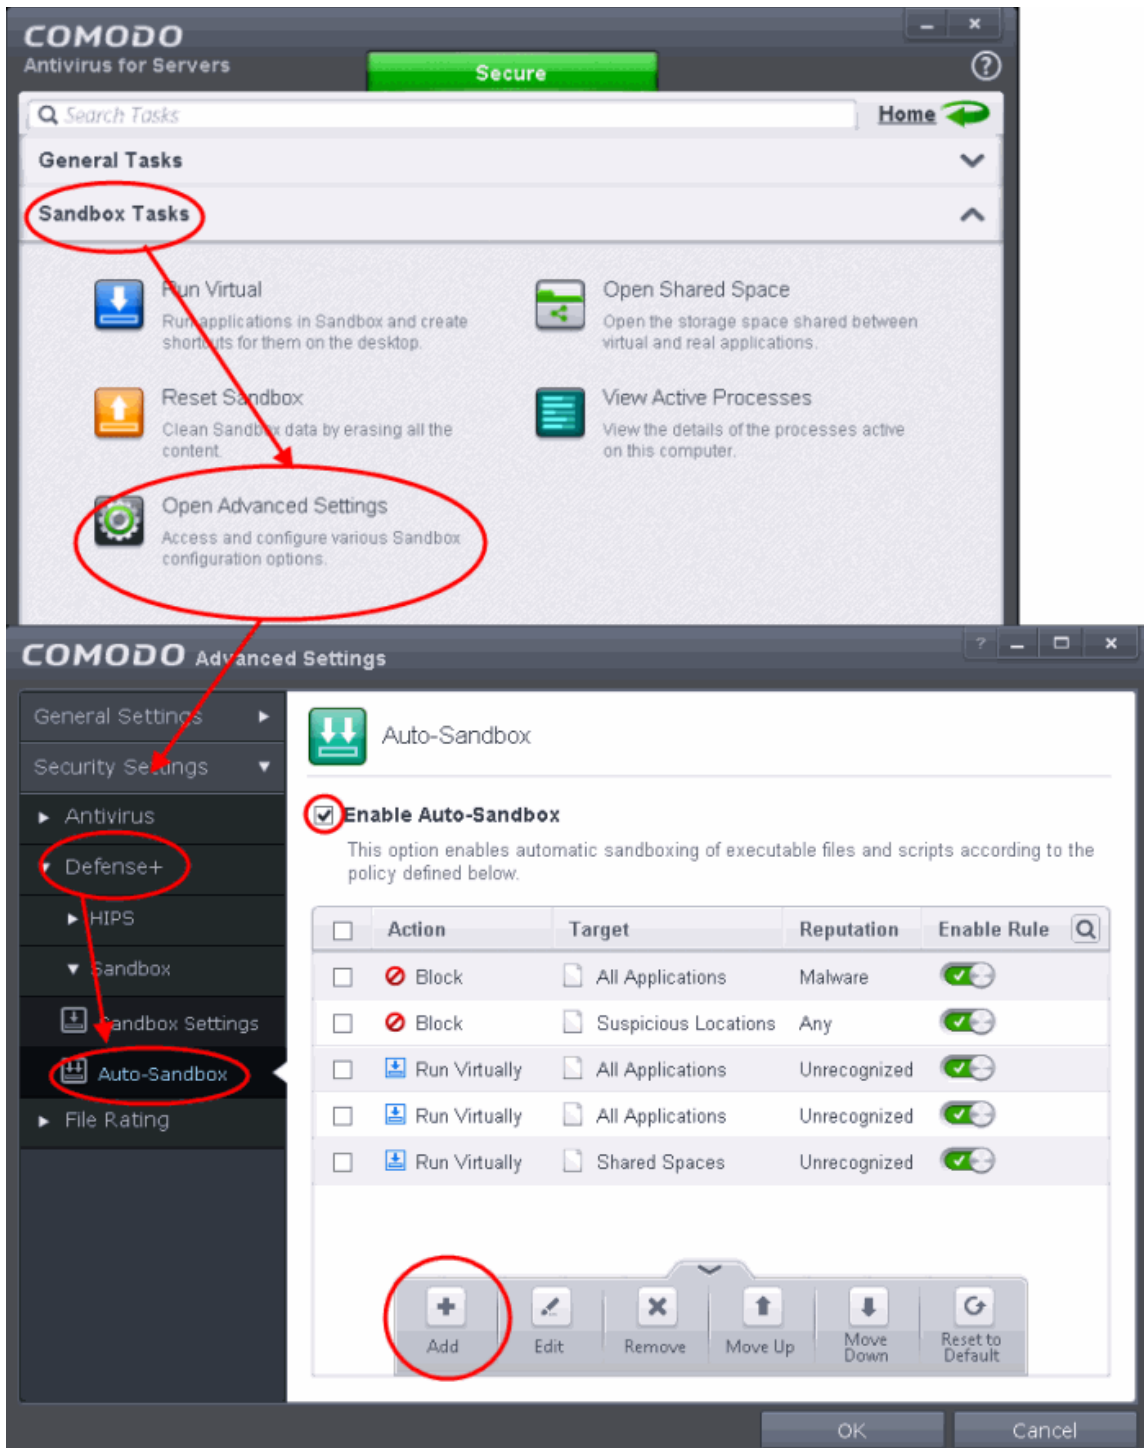 COMODO
Antivirus for Servers
Secure
?
Search Tasks
Home
General Tasks
Sandbox Tasks
Run Virtual
Run applications in Sandbox and create
shortcuts for them on the desktop.
Open Shared Space
Open the storage space shared between
virtual and real applications.
Reset Sandbox
Clean Sandbox data by erasing all the
content.
View Active Processes
View the details of the processes active
on this computer.
Open Advanced Settings
Access and configure various Sandbox
configuration options.
COMODO Advanced Settings
?
General Settings
Security Settings
Antivirus
Defense+
HIPS
Sandbox
Sandbox Settings
Auto-Sandbox
File Rating
Auto-Sandbox
Enable Auto-Sandbox
This option enables automatic sandboxing of executable files and scripts according to the
policy defined below.
Action Target Reputation Enable Rule
Block All Applications Malware
Block Suspicious Locations Any
Run Virtually All Applications Unrecognized
Run Virtually All Applications Unrecognized
Run Virtually Shared Spaces Unrecognized
Add
Edit
Remove
Move Up
Move
Down
Reset to
Default
OK
Cancel